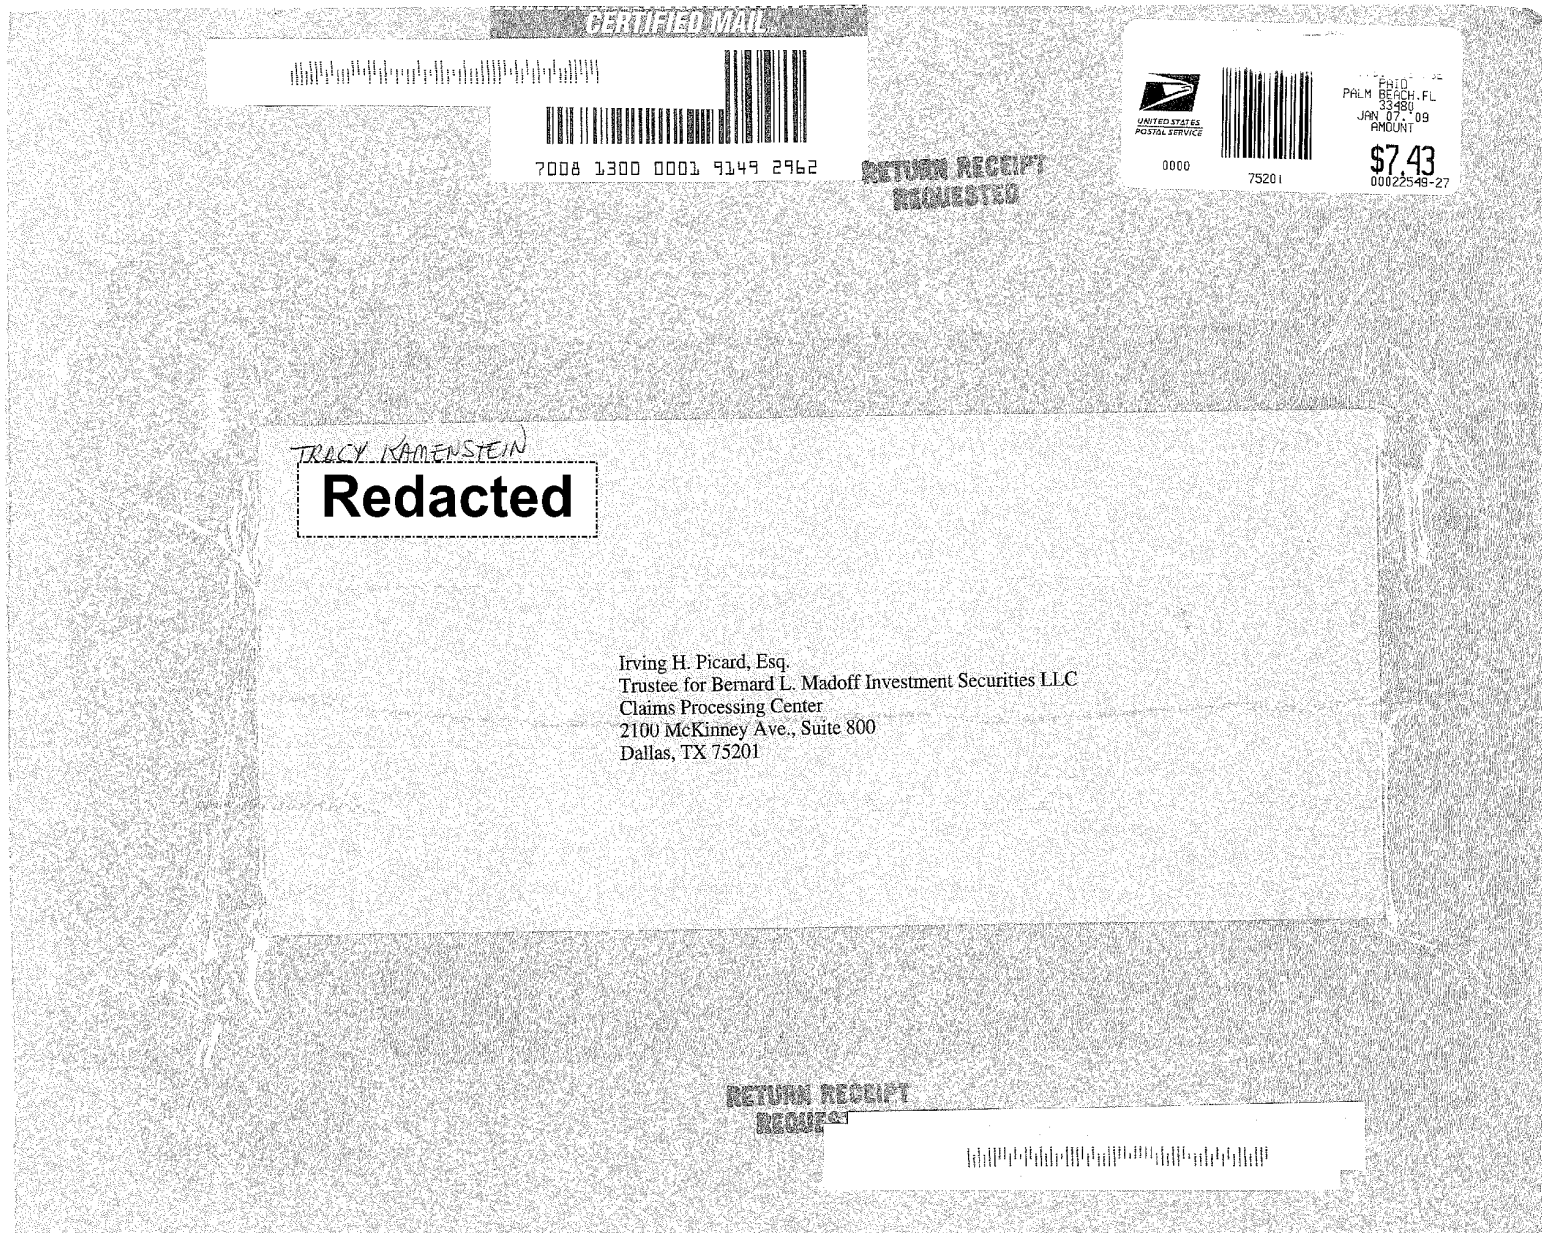 CERTIFIED MAIL
7008 1300 0001 9149 2962
RETURN RECEIPT
REQUESTED
UNITED STATES
POSTAL SERVICE
0000
75201
PAID
PALM BEACH.FL
33480
JAN 07.'09
AMOUNT
$7.43
00022549-27
TRACY KAMENSTEIN
Redacted
Irving H. Picard, Esq.
Trustee for Bernard L. Madoff Investment Securities LLC
Claims Processing Center
2100 McKinney Ave., Suite 800
Dallas, TX 75201
RETURN RECEIPT
REQUES